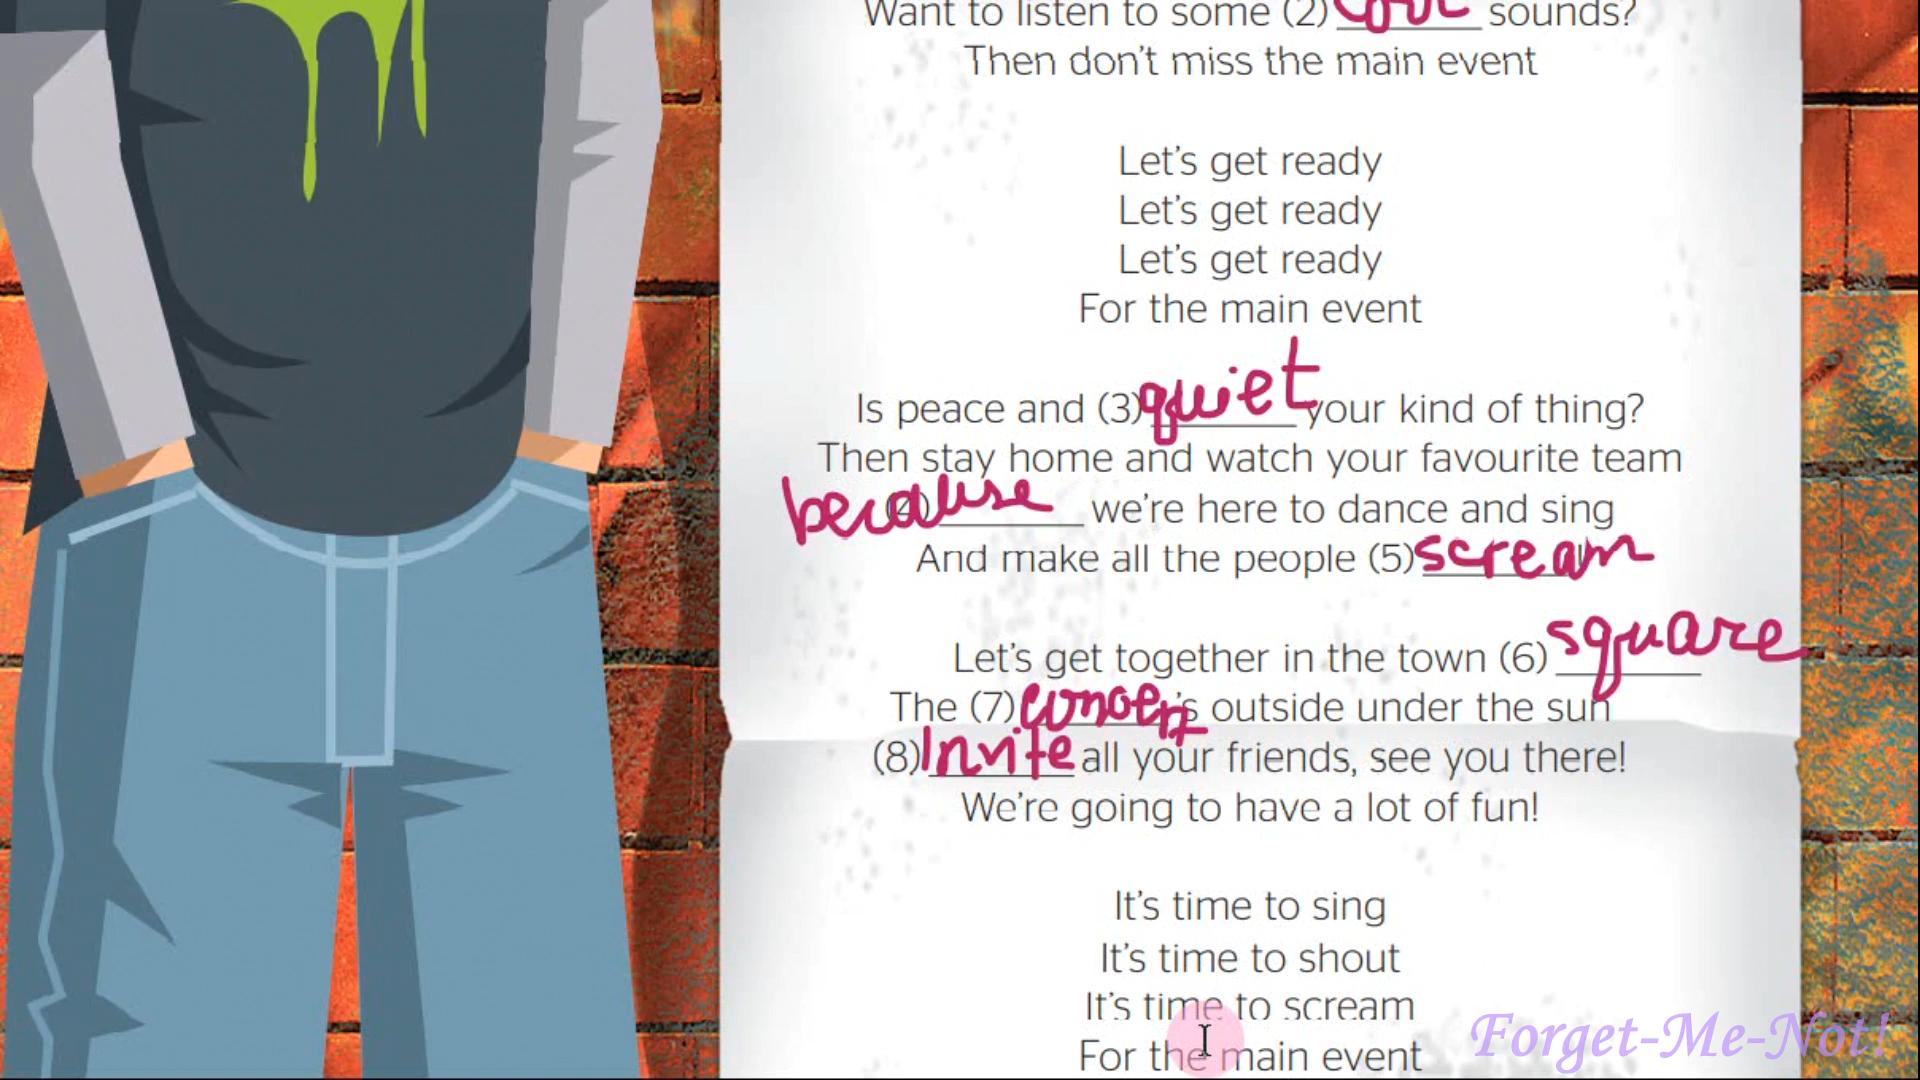 Want to listen to some (2) cool sounds?
Then don't miss the main event
Let's get ready
Let's get ready
Let's get ready
For the main event
Is peace and (3) quiet your kind of thing?
Then stay home and watch your favourite team
(4) because we're here to dance and sing
And make all the people (5) scream
Let's get together in the town (6) square
The (7) concert's outside under the sun
(8) Invite all your friends, see you there!
We're going to have a lot of fun!
It's time to sing
It's time to shout
It's time to scream
For the main event
Forget-Me-Not!